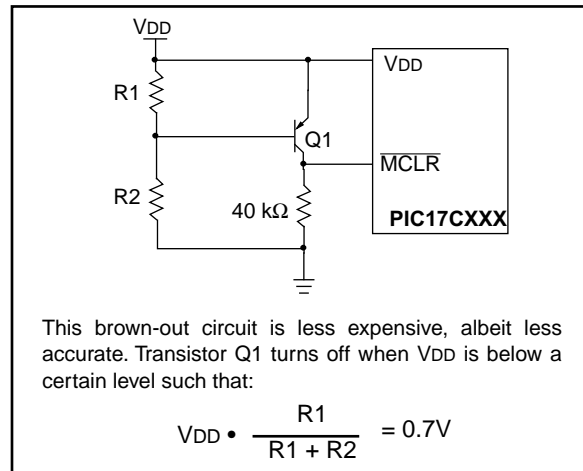 VDD
VDD
R1
Q1
MCLR
R2
40 kΩ
PIC17CXXX
This brown-out circuit is less expensive, albeit less
accurate. Transistor Q1 turns off when VDD is below a
certain level such that:
VDD • R1 / R1 + R2 = 0.7V